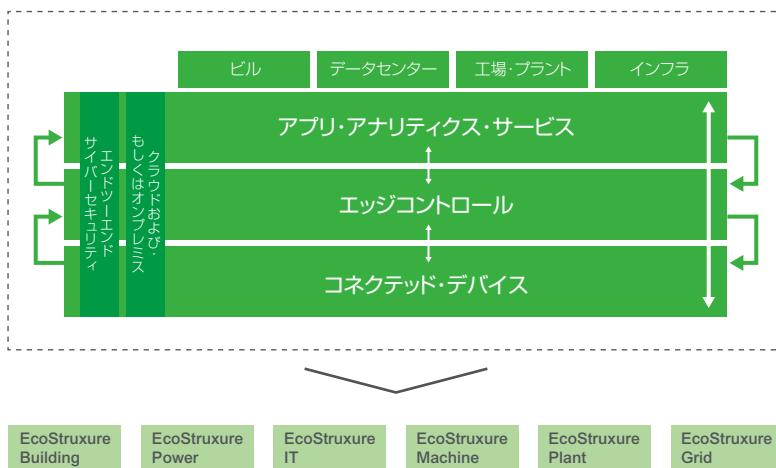 ビル
データセンター
工場・プラント
インフラ
エンドツーエンド
サイバーセキュリティ
クラウドおよび・
もしくはオンプレミス
アプリ・アナリティクス・サービス
エッジコントロール
コネクテッド・デバイス
EcoStruxure
Building
EcoStruxure
Power
EcoStruxure
IT
EcoStruxure
Machine
EcoStruxure
Plant
EcoStruxure
Grid